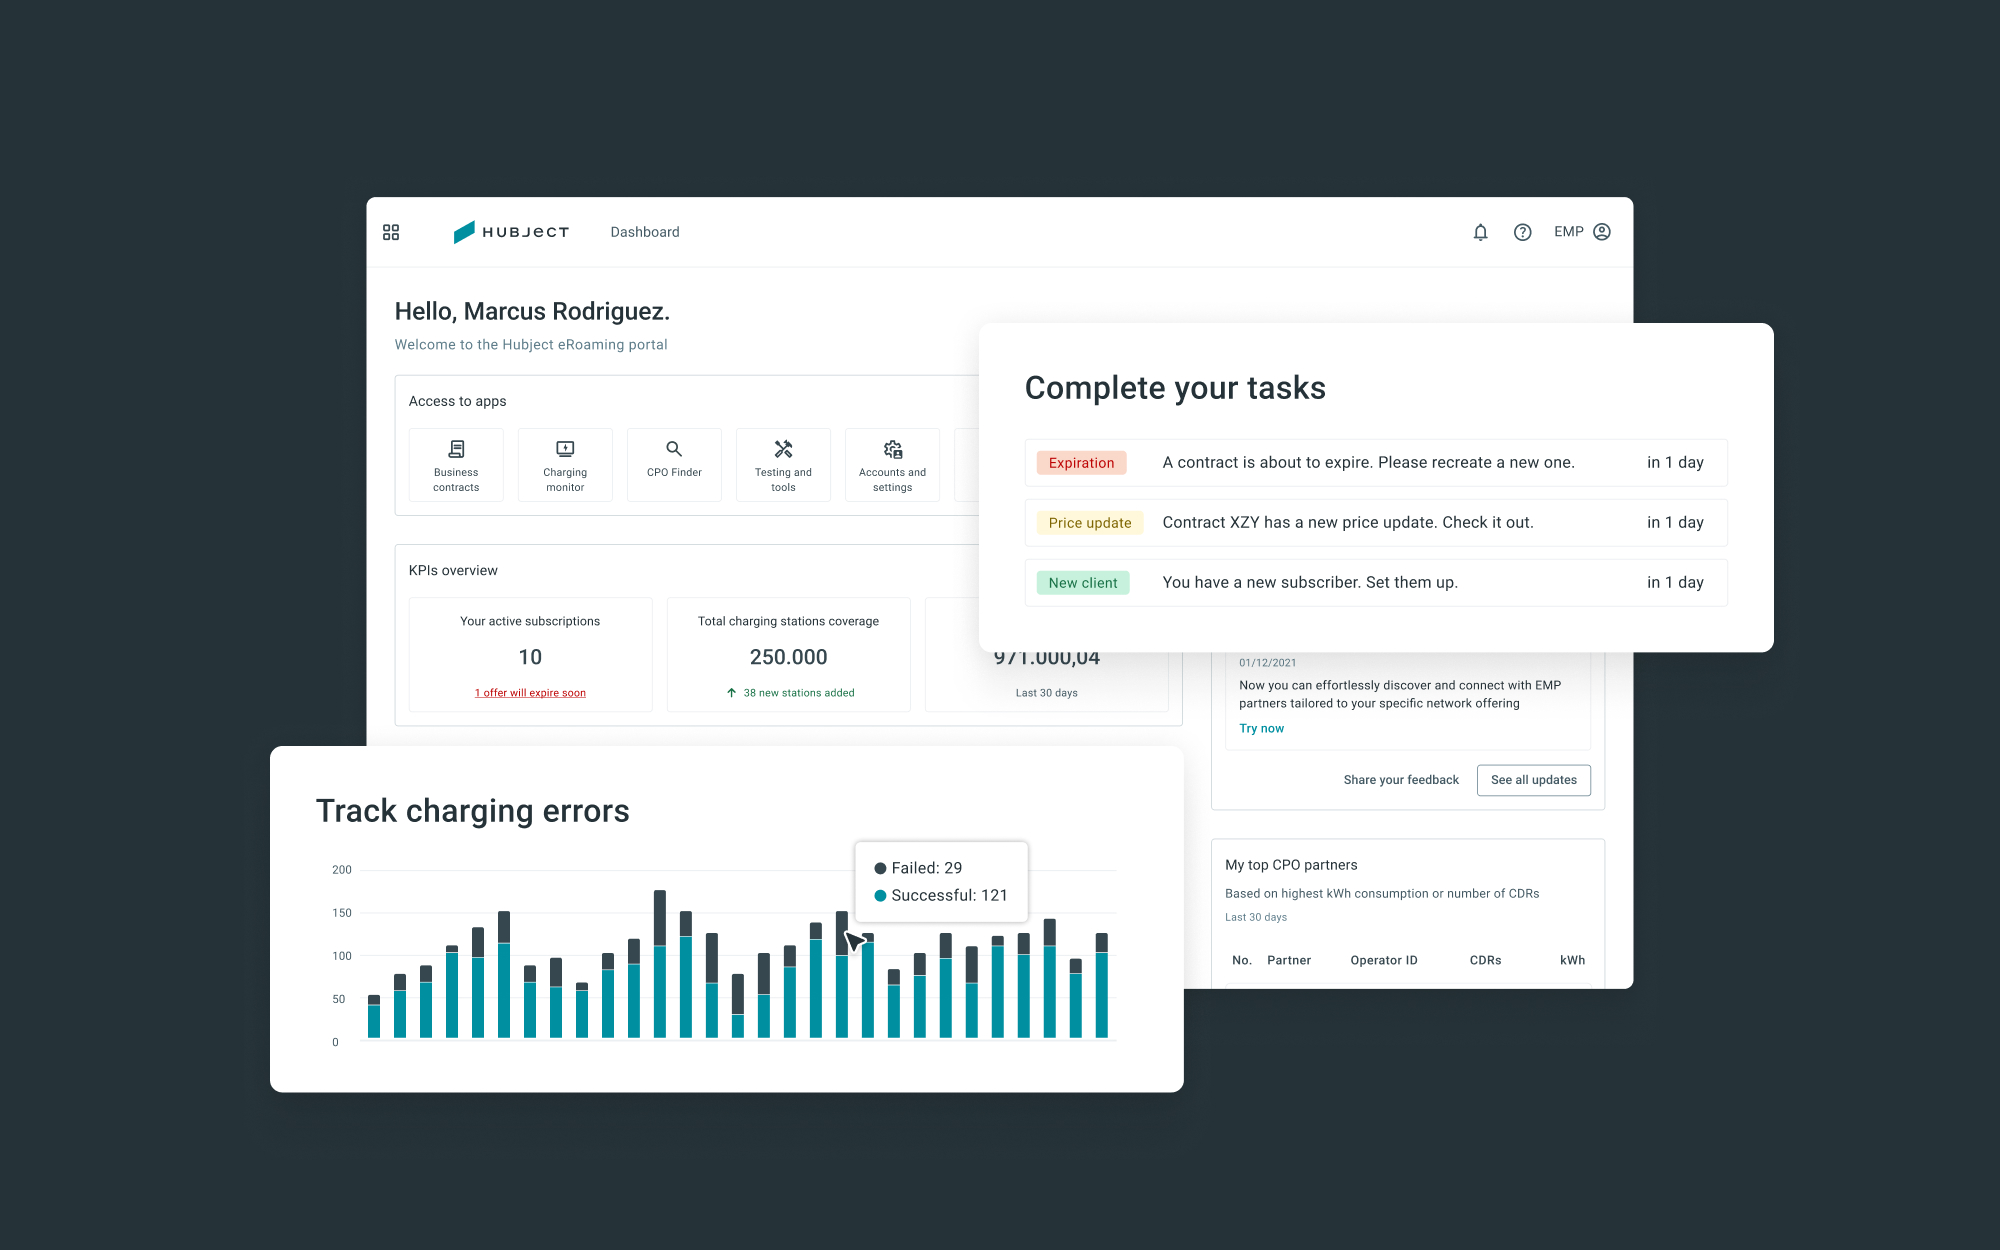 HUBJECT
Dashboard
EMP
Hello, Marcus Rodriguez.
Welcome to the Hubject eRoaming portal
Access to apps
Business
contracts
Charging
monitor
CPO Finder
Testing and
tools
Accounts and
settings
KPIs overview
Your active subscriptions
10
1 offer will expire soon
Total charging stations coverage
250.000
38 new stations added
971.000,04
Last 30 days
Complete your tasks
Expiration
A contract is about to expire. Please recreate a new one.
in 1 day
Price update
Contract XZY has a new price update. Check it out.
in 1 day
New client
You have a new subscriber. Set them up.
in 1 day
01/12/2021
Now you can effortlessly discover and connect with EMP
partners tailored to your specific network offering
Try now
Share your feedback
See all updates
Track charging errors
200
150
100
50
0
Failed: 29
Successful: 121
My top CPO partners
Based on highest kWh consumption or number of CDRs
Last 30 days
No. Partner Operator ID CDRs kWh